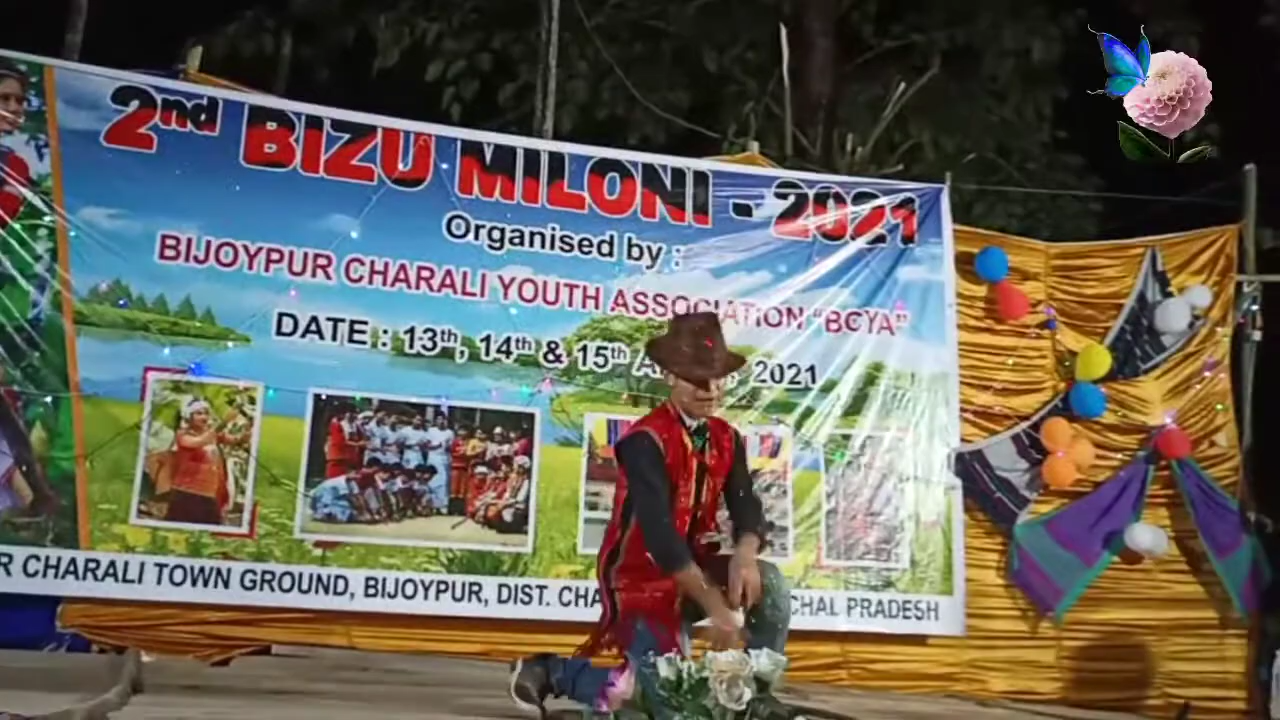 2nd BIZU MILONI - 2021
Organised by :
BIJOYPUR CHARALI YOUTH ASSOCIATION "BCYA"
DATE : 13th, 14th & 15th A 2021
R CHARALI TOWN GROUND, BIJOYPUR, DIST. CHA CHAL PRADESH